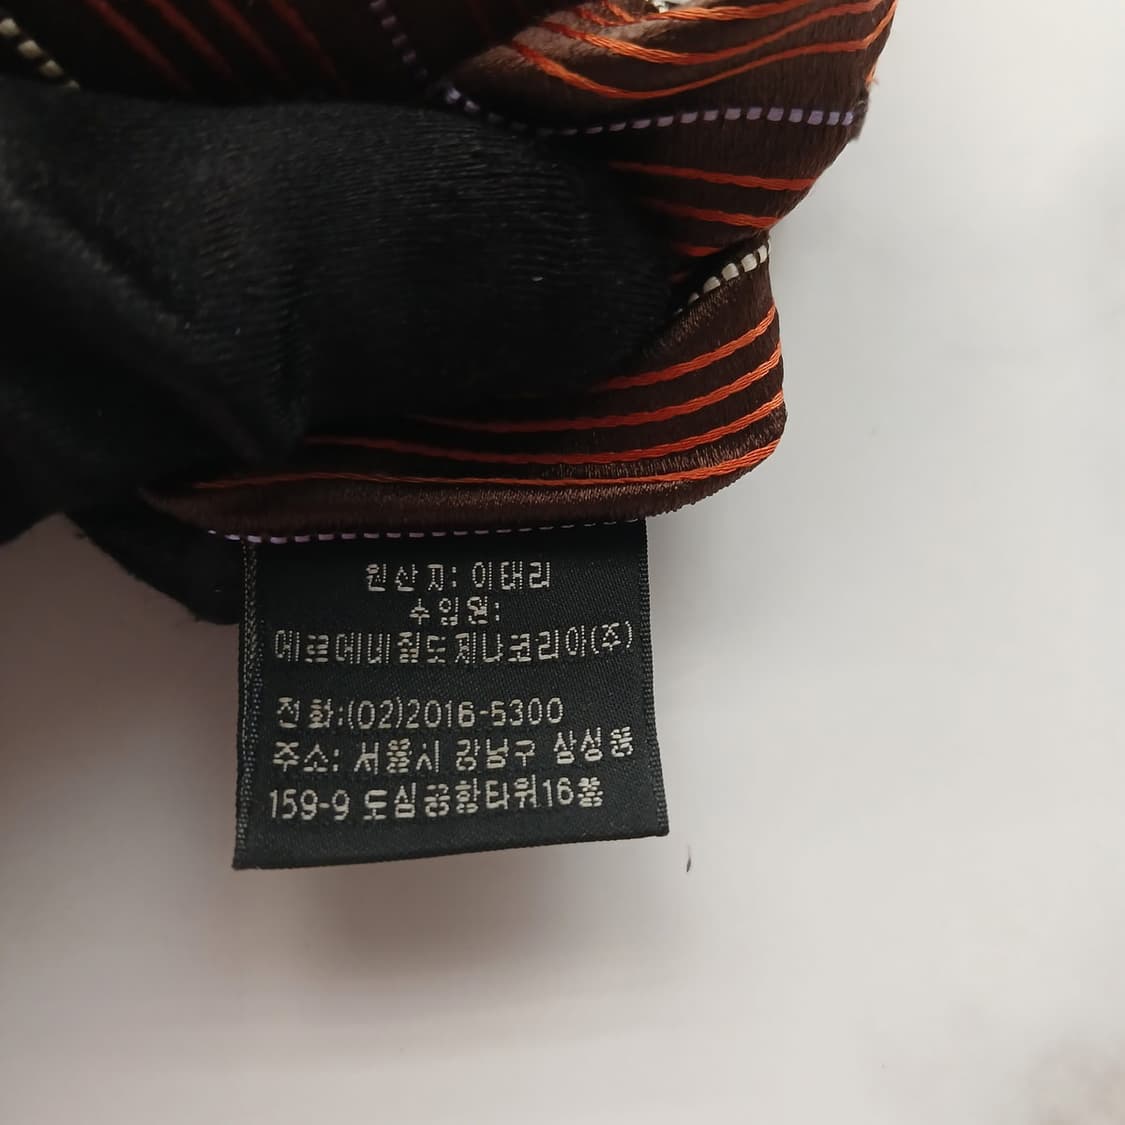 원산지: 이태리
수입원:
에르메네질도제냐코리아(주)
전화:(02)2016-5300
주소: 서울시 강남구 삼성동
159-9 도심공항타워16층